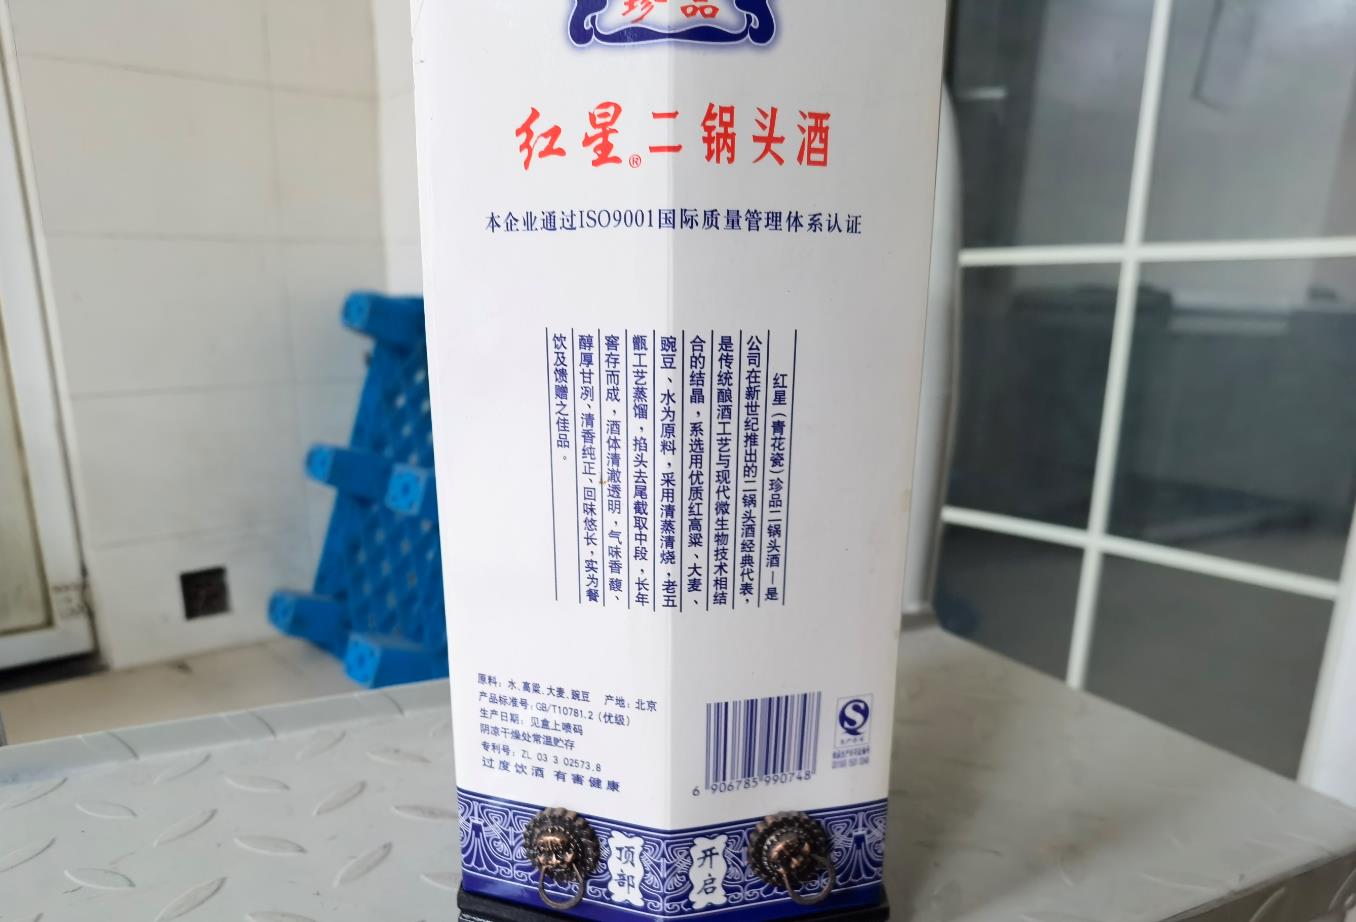 珍品
红星®二锅头酒
本企业通过ISO9001国际质量管理体系认证
红星（青花瓷）珍品二锅头酒—是
公司在新世纪推出的二锅头酒经典代表，
是传统酿酒工艺与现代微生物技术相结
合的结晶，系选用优质红高粱、大麦、
豌豆、水为原料，采用清蒸清烧，老五
甑工艺蒸馏，掐头去尾截取中段，长年
窖存而成，酒体清澈透明，气味香馥、
醇厚甘冽、清香纯正、回味悠长，实为餐
饮及馈赠之佳品。
原料：水、高粱、大麦、豌豆 产地：北京
产品标准号：GB/T10781.2（优级）
生产日期：见盒上喷码
阴凉干燥处常温贮存
专利号：ZL 03 3 02573.8
过度饮酒 有害健康
6 906785 990748
顶部
开启